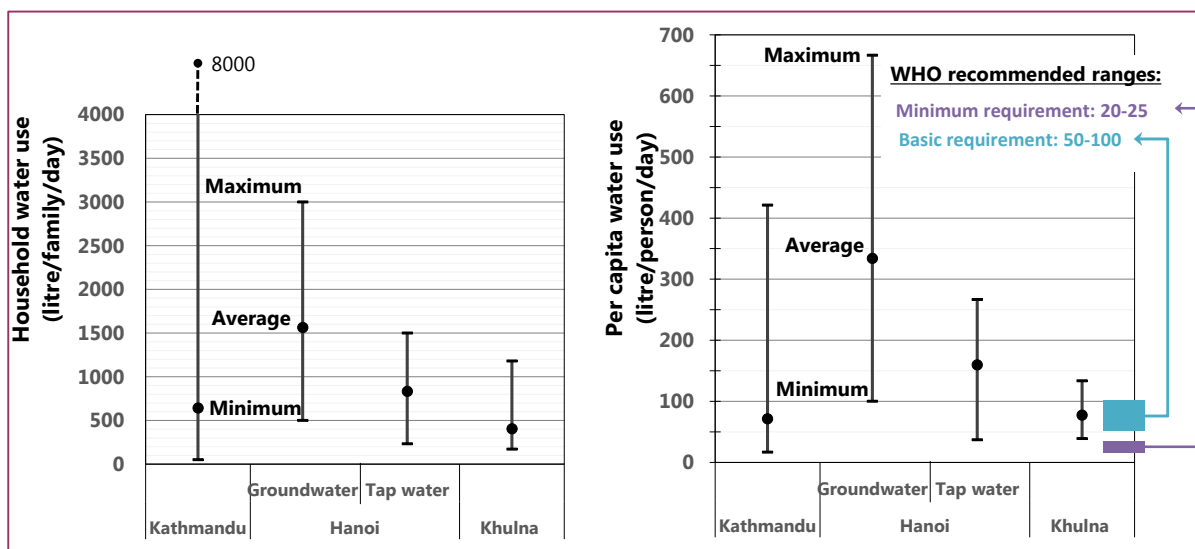 8000
Household water use
(litre/family/day)
4000
3500
3000
2500
2000
1500
1000
500
0
Maximum
Average
Minimum
Groundwater
Tap water
Kathmandu
Hanoi
Khulna
Per capita water use
(litre/person/day)
700
600
500
400
300
200
100
0
Maximum
Average
Minimum
WHO recommended ranges:
Minimum requirement: 20-25
Basic requirement: 50-100
Groundwater
Tap water
Kathmandu
Hanoi
Khulna